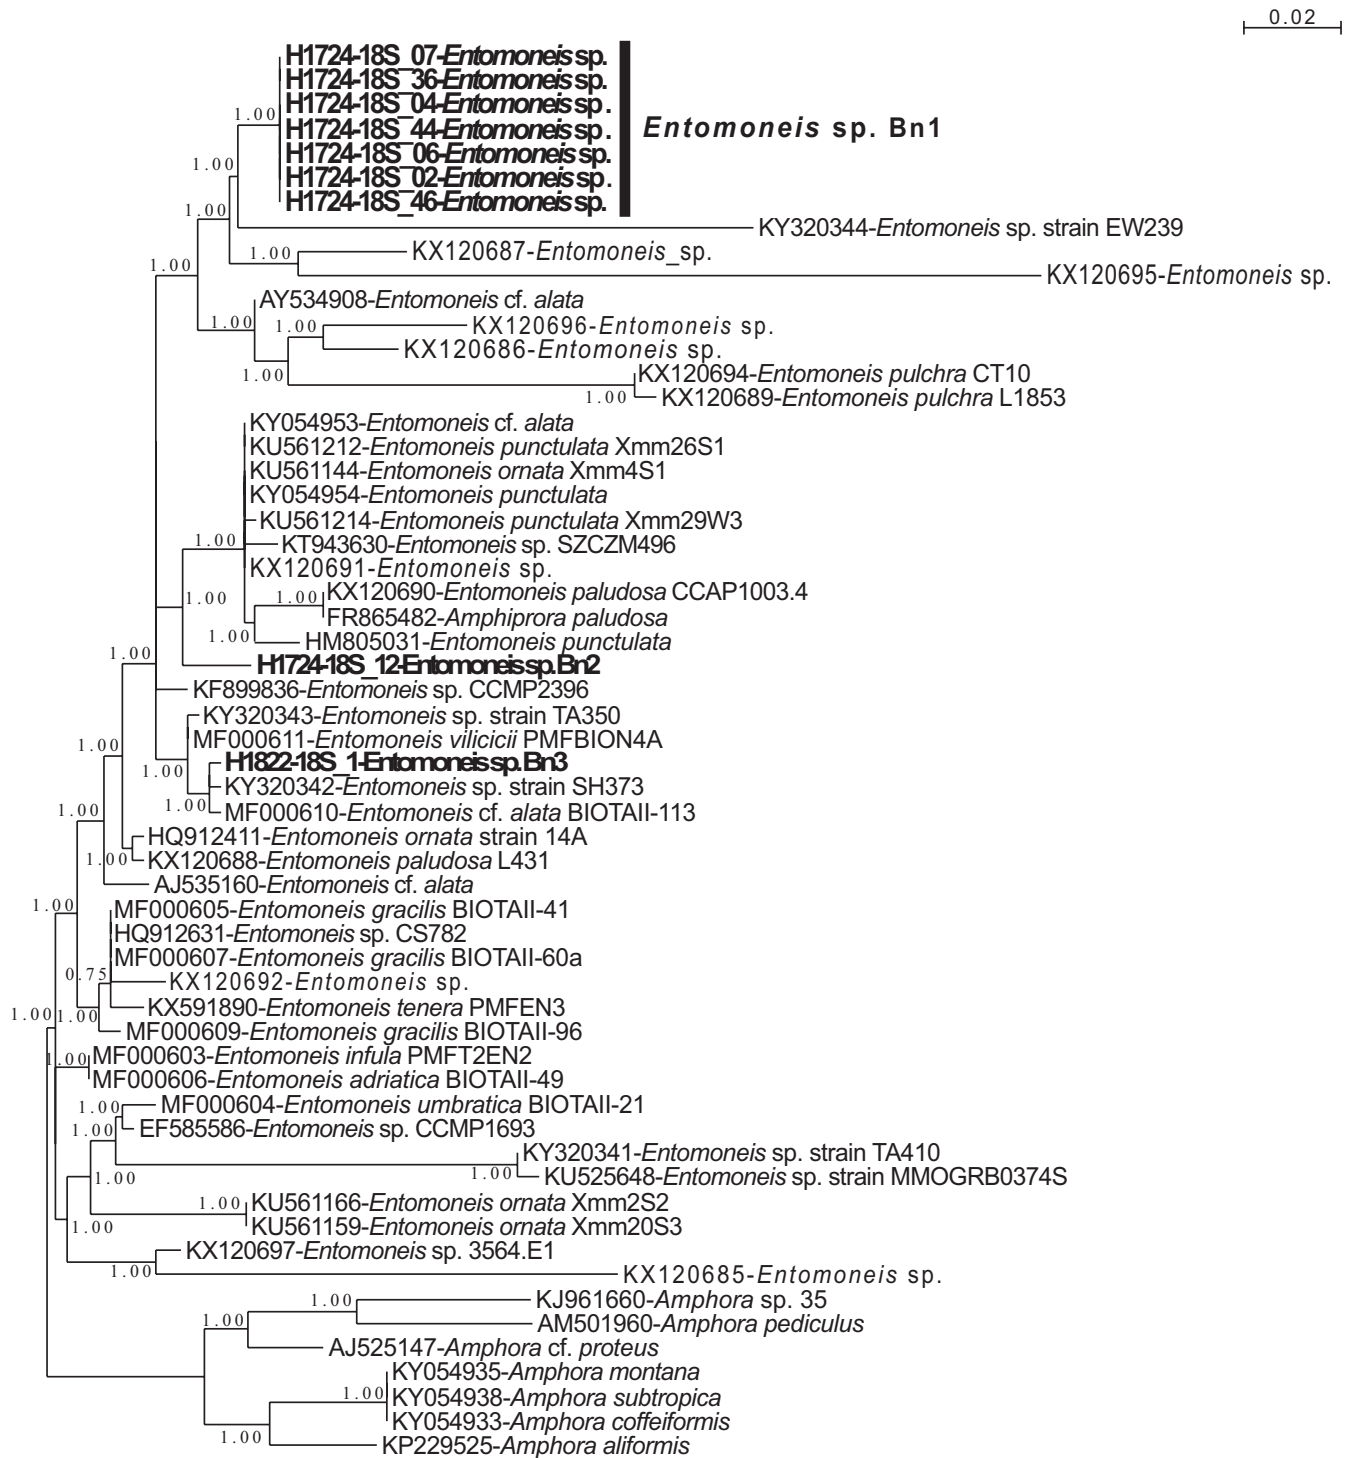 0.02
H1724-18S_07-Entomoneis sp.
H1724-18S_36-Entomoneis sp.
H1724-18S_04-Entomoneis sp.
1.00
H1724-18S_44-Entomoneis sp.
Entomoneis sp. Bn1
H1724-18S_06-Entomoneis sp.
1.00
H1724-18S_02-Entomoneis sp.
H1724-18S_46-Entomoneis sp.
1.00
KY320344-Entomoneis sp. strain EW239
1.00
KX120687-Entomoneis_sp.
1.00
KX120695-Entomoneis sp.
AY534908-Entomoneis cf. alata
1.00
1.00
KX120696-Entomoneis sp.
KX120686-Entomoneis sp.
1.00
KX120694-Entomoneis pulchra CT10
1.00
KX120689-Entomoneis pulchra L1853
KY054953-Entomoneis cf. alata
KU561212-Entomoneis punctulata Xmm26S1
KU561144-Entomoneis ornata Xmm4S1
KY054954-Entomoneis punctulata
KU561214-Entomoneis punctulata Xmm29W3
1.00
KT943630-Entomoneis sp. SZCZM496
KX120691-Entomoneis sp.
1.00
1.00
KX120690-Entomoneis paludosa CCAP1003.4
FR865482-Amphiprora paludosa
1.00
HM805031-Entomoneis punctulata
1.00
H1724-18S_12-Entomoneis sp. Bn2
KF899836-Entomoneis sp. CCMP2396
KY320343-Entomoneis sp. strain TA350
1.00
MF000611-Entomoneis vilicicii PMFBION4A
1.00
H1822-18S_1-Entomoneis sp. Bn3
KY320342-Entomoneis sp. strain SH373
1.00
1.00
MF000610-Entomoneis cf. alata BIOTAII-113
HQ912411-Entomoneis ornata strain 14A
1.00
KX120688-Entomoneis paludosa L431
AJ535160-Entomoneis cf. alata
1.00
MF000605-Entomoneis gracilis BIOTAII-41
HQ912631-Entomoneis sp. CS782
MF000607-Entomoneis gracilis BIOTAII-60a
0.75
KX120692-Entomoneis sp.
KX591890-Entomoneis tenera PMFEN3
1.00
1.00
MF000609-Entomoneis gracilis BIOTAII-96
1.00
MF000603-Entomoneis infula PMFT2EN2
MF000606-Entomoneis adriatica BIOTAII-49
1.00
MF000604-Entomoneis umbratica BIOTAII-21
1.00
EF585586-Entomoneis sp. CCMP1693
KY320341-Entomoneis sp. strain TA410
1.00
1.00
KU525648-Entomoneis sp. strain MMOGRB0374S
1.00
KU561166-Entomoneis ornata Xmm2S2
1.00
KU561159-Entomoneis ornata Xmm20S3
KX120697-Entomoneis sp. 3564.E1
1.00
KX120685-Entomoneis sp.
1.00
KJ961660-Amphora sp. 35
1.00
AM501960-Amphora pediculus
AJ525147-Amphora cf. proteus
KY054935-Amphora montana
1.00
KY054938-Amphora subtropica
KY054933-Amphora coffeiformis
1.00
KP229525-Amphora aliformis